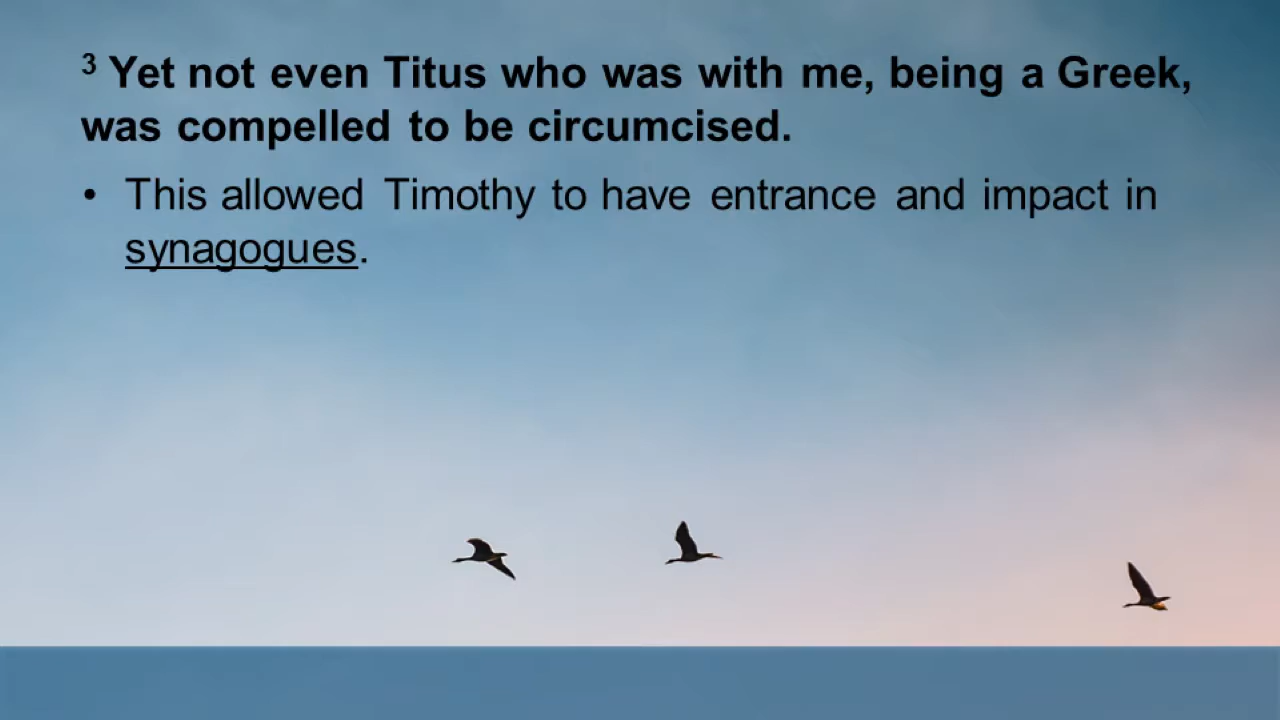 3 Yet not even Titus who was with me, being a Greek,
was compelled to be circumcised.
• This allowed Timothy to have entrance and impact in
synagogues.